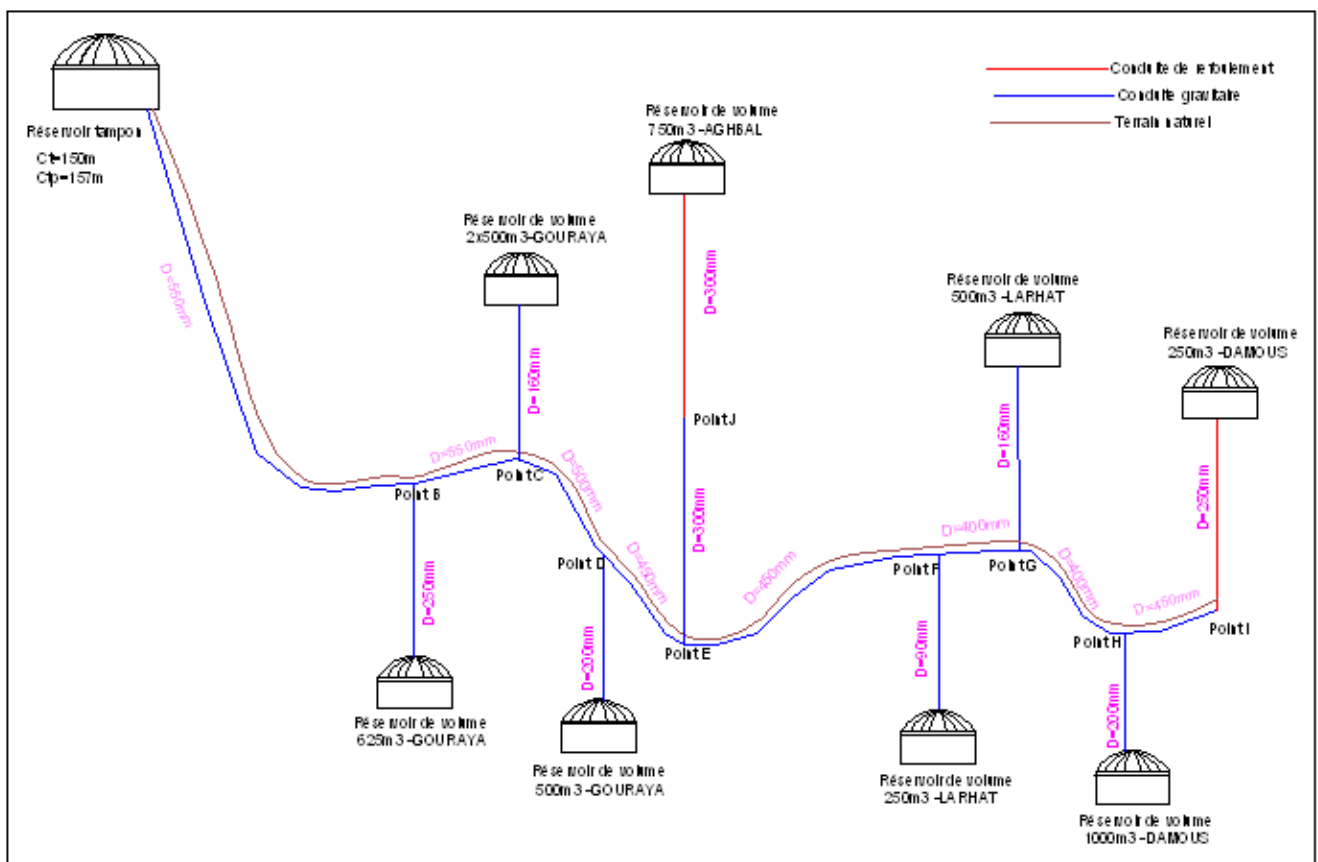 Conduite de refoulement
Conduite gravitaire
Terrain naturel
Réservoir tampon
Ct=150m
Ctp=157m
D=550mm
Réservoir de volume
2x500m3-GOURAYA
D=160mm
Réservoir de volume
750m3-AGHBAL
D=300mm
Point J
D=300mm
Réservoir de volume
500m3-LARHAT
D=160mm
Réservoir de volume
250m3-DAMOUS
D=250mm
D=550mm
Point B
Point C
D=500mm
Point D
D=450mm
Point E
D=450mm
D=400mm
Point F
Point G
D=400mm
D=450mm
Point H
Point I
D=250mm
Réservoir de volume
625m3-GOURAYA
D=200mm
Réservoir de volume
500m3-GOURAYA
D=90mm
Réservoir de volume
250m3-LARHAT
D=200mm
Réservoir de volume
1000m3-DAMOUS